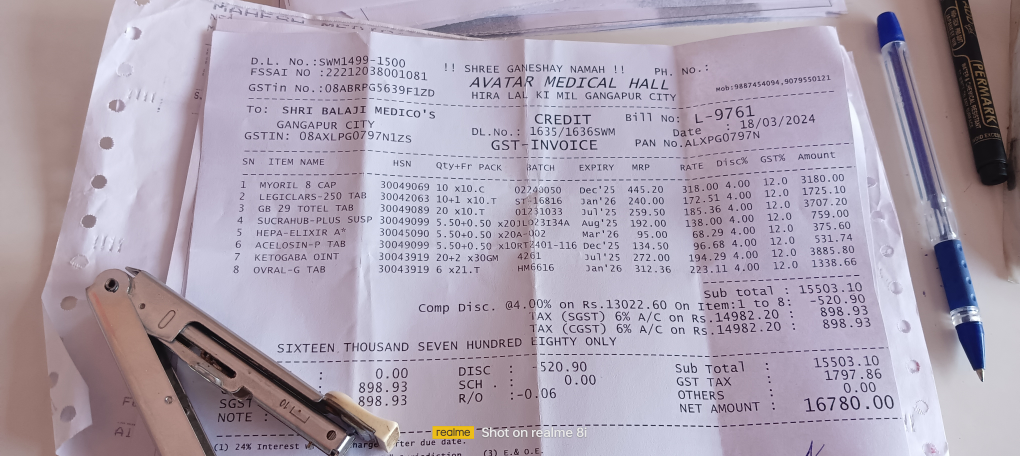 D.L. No.:SWM1499-1500
FSSAI NO :22212038001081
GSTin No.:08ABRPG5639F1ZD
!! SHREE GANESHAY NAMAH !! PH. No.:
AVATAR MEDICAL HALL
HIRA LAL KI MIL GANGAPUR CITY
Mob:9887454094,9079550121
To: SHRI BALAJI MEDICO'S
GANGAPUR CITY
GSTIN: 08AXLPG0797N1ZS
CREDIT
DL.No.: 1635/1636SWM
GST-INVOICE
Bill No: L-9761
Date : 18/03/2024
PAN No.ALXPG0797N
SN ITEM NAME HSN Qty+Fr PACK BATCH EXPIRY MRP RATE Disc% GST% Amount
1 MYORIL 8 CAP 30049069 10 x10.C 02240050 Dec'25 445.20 318.00 4.00 12.0 3180.00
2 LEGICLARS-250 TAB 30042063 10+1 x10.T ST-16816 Jan'26 240.00 172.51 4.00 12.0 1725.10
3 GB 29 TOTEL TAB 30049089 20 x10.T 01231033 Jul'25 259.50 185.36 4.00 12.0 3707.20
4 SUCRAHUB-PLUS SUSP 30049099 5.50+0.50 x20 Aug'25 192.00 138.00 4.00 12.0 759.00
5 HEPA-ELIXIR A* 30045090 5.50+0.50 x20A-002 Mar'26 95.00 68.29 4.00 12.0 375.60
6 ACELOSIN-P TAB 30049099 5.50+0.50 x10RTZ401-116 Dec'25 134.50 96.68 4.00 12.0 531.74
7 KETOGABA OINT 30043919 20+2 x30GM 4261 Jul'25 272.00 194.29 4.00 12.0 3885.80
8 OVRAL-G TAB 30043919 6 x21.T HM6616 Jan'26 312.36 223.11 4.00 12.0 1338.66
Sub total : 15503.10
Comp Disc. @4.00% on Rs.13022.60 On Item:1 to 8: -520.90
TAX (SGST) 6% A/C on Rs.14982.20 : 898.93
TAX (CGST) 6% A/C on Rs.14982.20 : 898.93
SIXTEEN THOUSAND SEVEN HUNDRED EIGHTY ONLY
: 0.00 DISC : -520.90 Sub Total : 15503.10
: 898.93 SCH . : 0.00 GST TAX : 1797.86
SGST 898.93 R/O :-0.06 OTHERS : 0.00
NOTE : NET AMOUNT : 16780.00
(1) 24% Interest due date.
(3) E.& O.E.
PERMARK
realme Shot on realme 8i